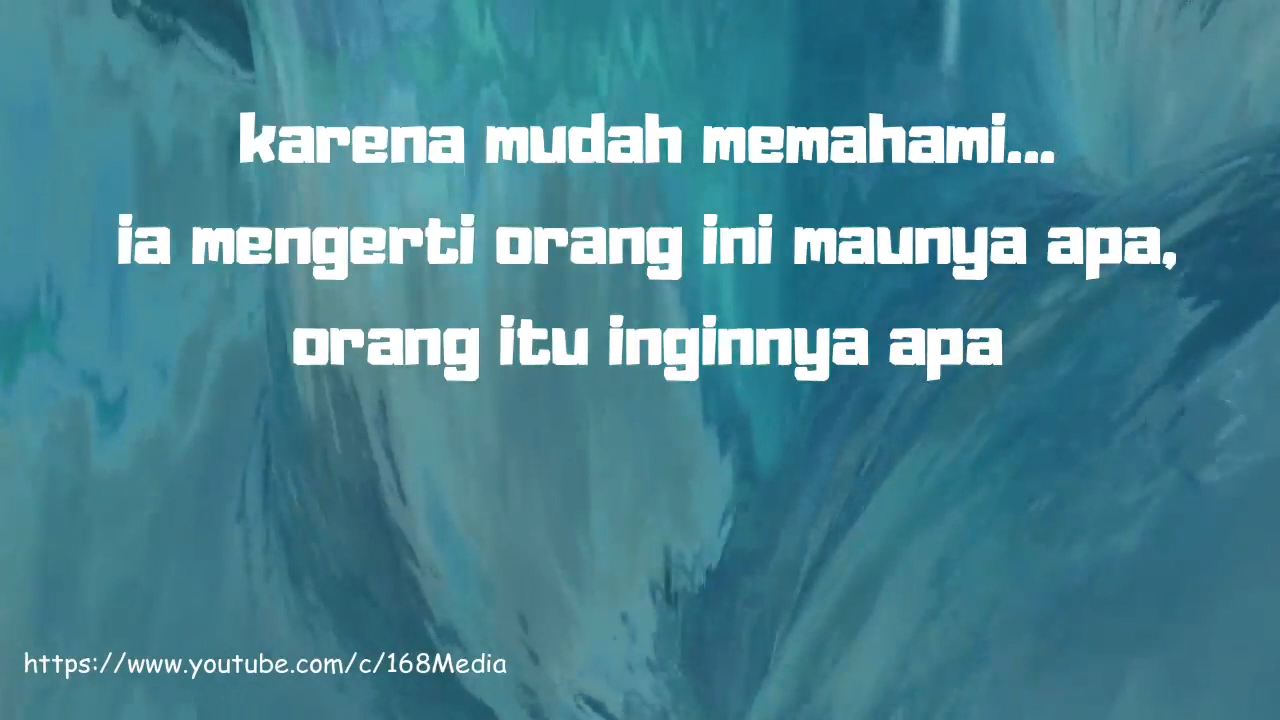 karena mudah memahami...
ia mengerti orang ini maunya apa,
orang itu inginnya apa
https://www.youtube.com/c/168Media